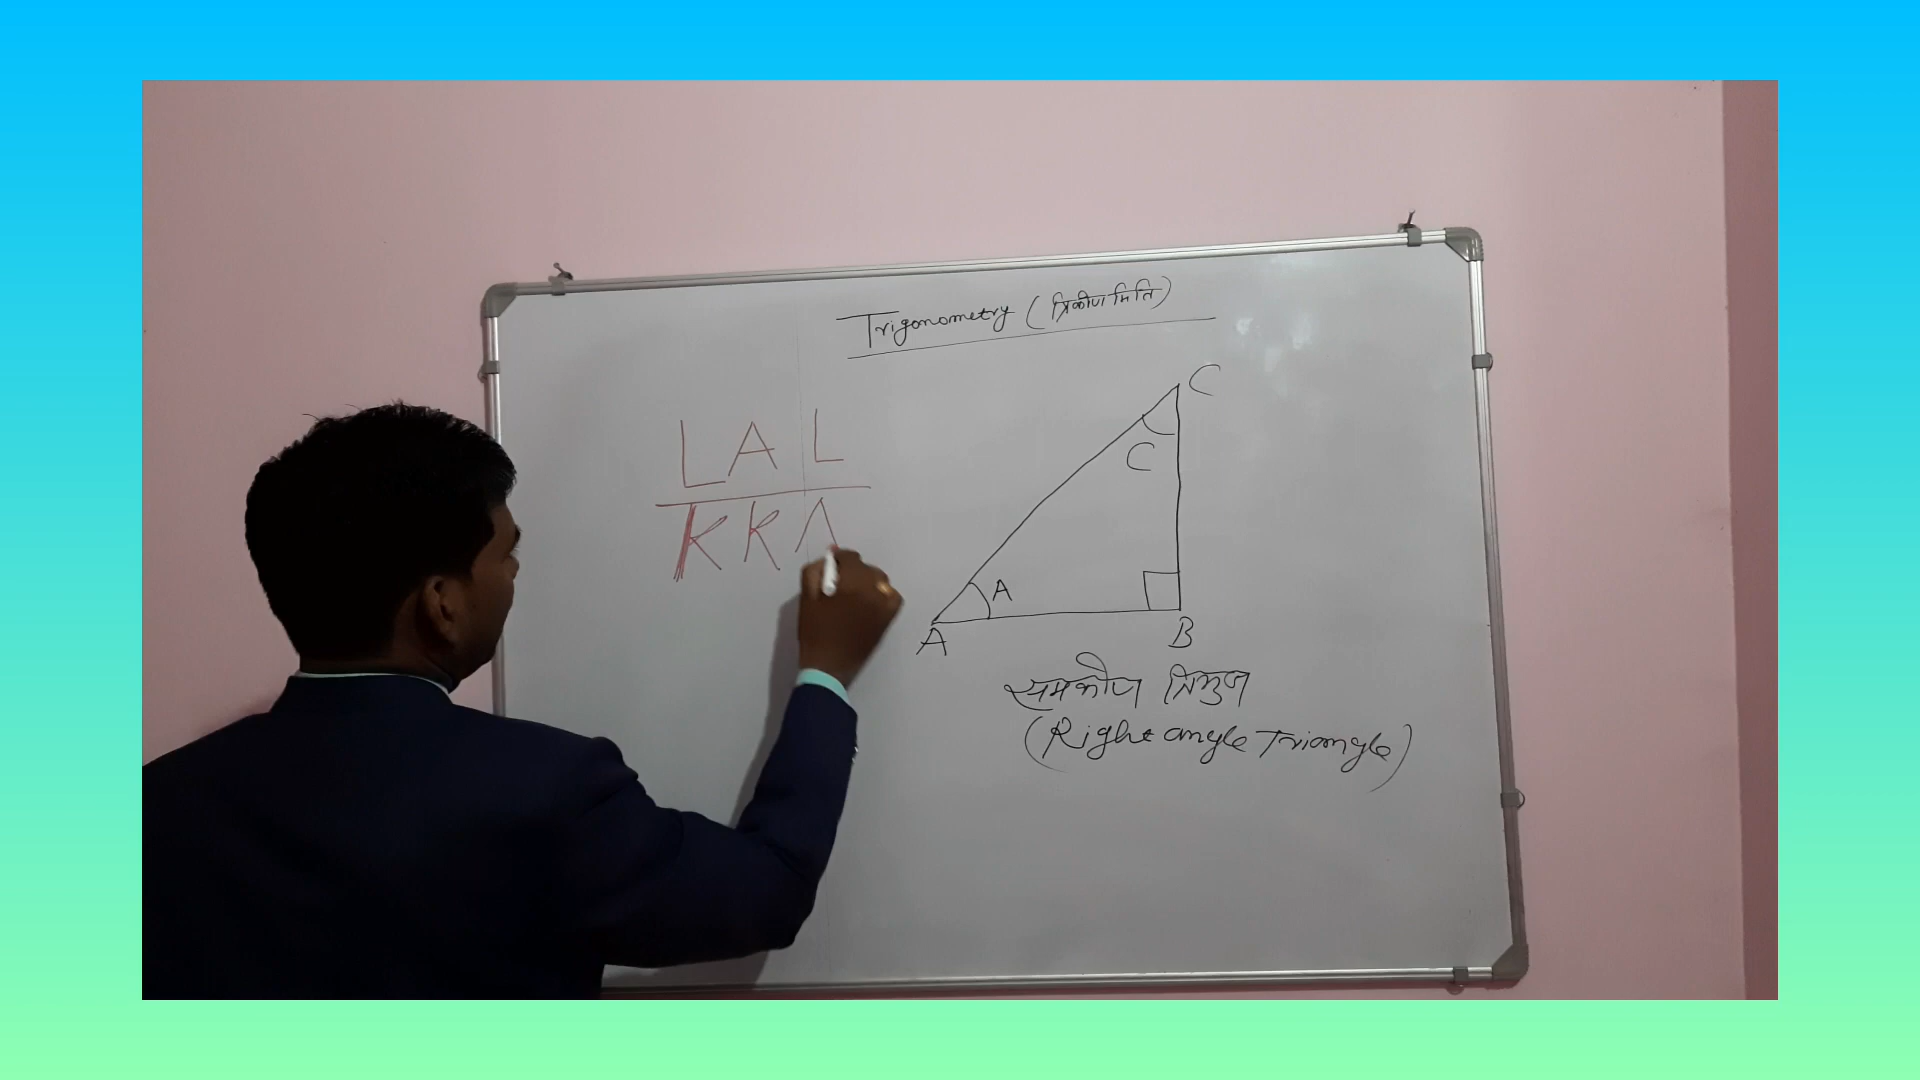 Trigonometry (त्रिकोणमिति)
LAL
KKA
C
C
A
A
B
समकोण त्रिभुज
(Right angle Triangle)